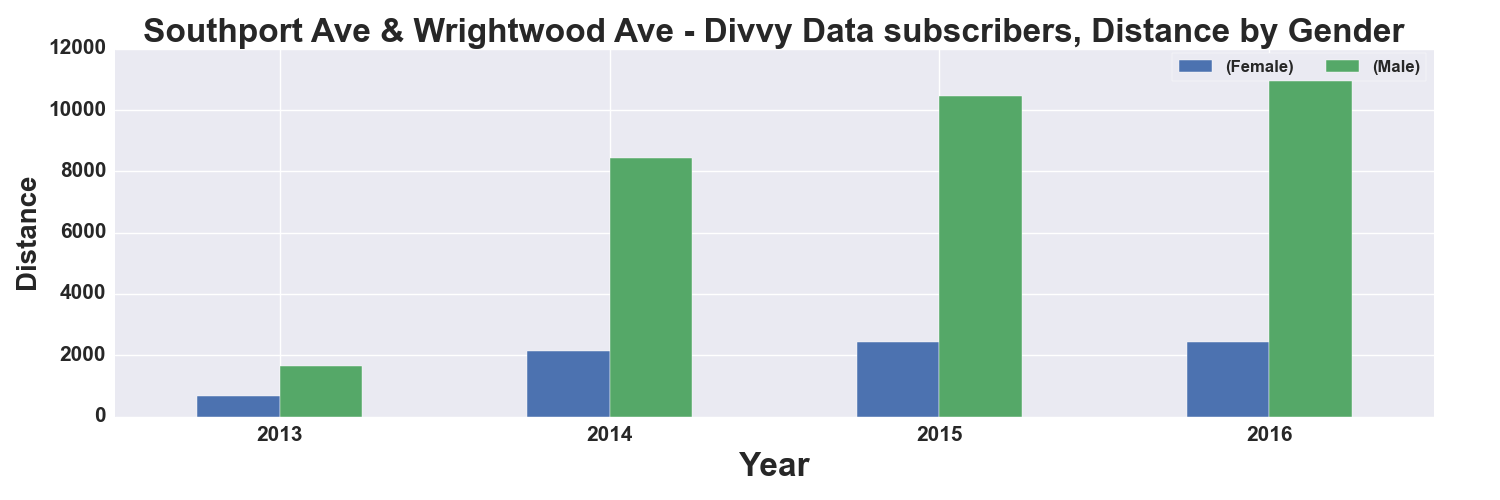 Southport Ave & Wrightwood Ave - Divvy Data subscribers, Distance by Gender
(Female) (Male)
12000
10000
8000
6000
4000
2000
0
Distance
2013 2014 2015 2016
Year